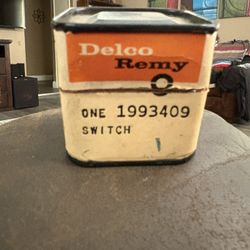 Delco
Remy
ONE 1993409
SWITCH